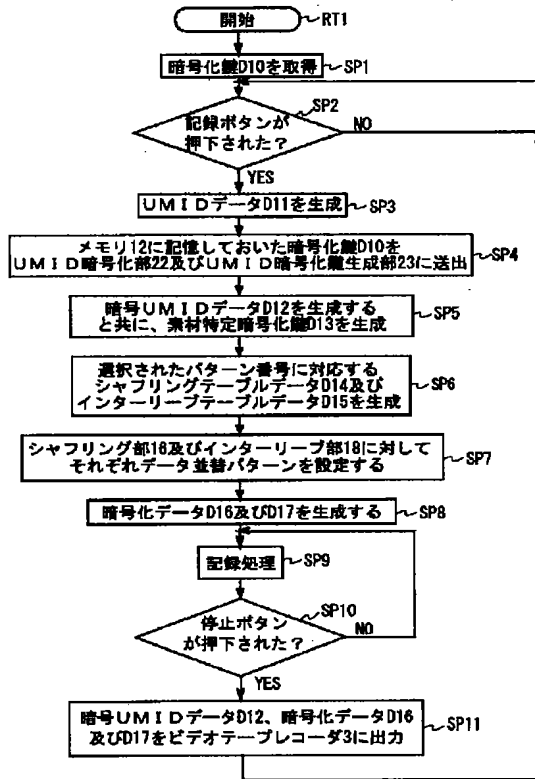 開始
RT1
暗号化鍵D10を取得
SP1
記録ボタンが
押下された?
SP2
NO
YES
UMIDデータD11を生成
SP3
メモリ12に記憶しておいた暗号化鍵D10を
UMID暗号化部22及びUMID暗号化鍵生成部23に送出
SP4
暗号UMIDデータD12を生成する
と共に、素材特定暗号化鍵D13を生成
SP5
選択されたパターン番号に対応する
シャフリングテーブルデータD14及び
インターリーブテーブルデータD15を生成
SP6
シャフリング部16及びインターリーブ部18に対して
それぞれデータ並替パターンを設定する
SP7
暗号化データD16及びD17を生成する
SP8
記録処理
SP9
停止ボタン
が押下された?
SP10
NO
YES
暗号UMIDデータD12、暗号化データD16
及びD17をビデオテープレコーダ3に出力
SP11